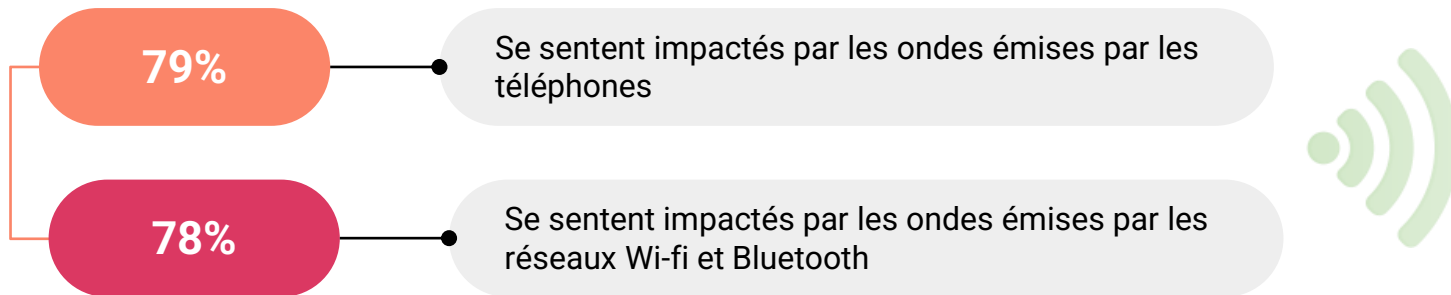 79%
Se sentent impactés par les ondes émises par les
téléphones
78%
Se sentent impactés par les ondes émises par les
réseaux Wi-fi et Bluetooth